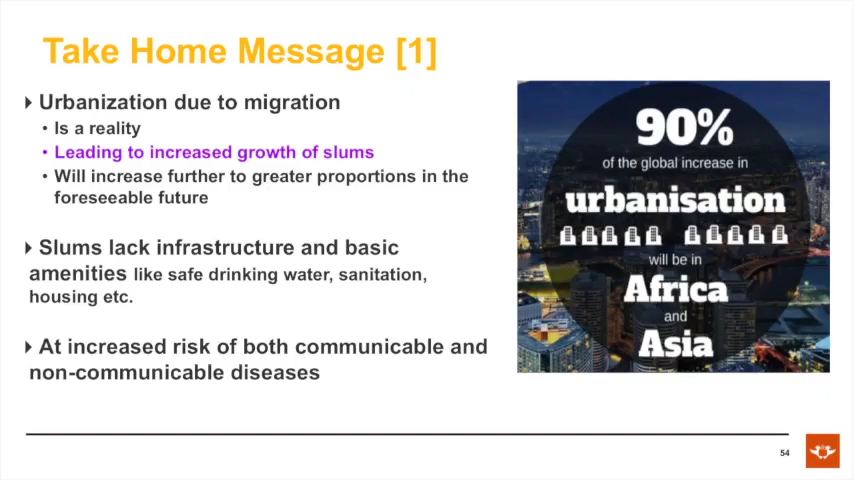 Take Home Message [1]
Urbanization due to migration
• Is a reality
• Leading to increased growth of slums
• Will increase further to greater proportions in the
foreseeable future
Slums lack infrastructure and basic
amenities like safe drinking water, sanitation,
housing etc.
At increased risk of both communicable and
non-communicable diseases
90%
of the global increase in
urbanisation
will be in
Africa
and
Asia
54